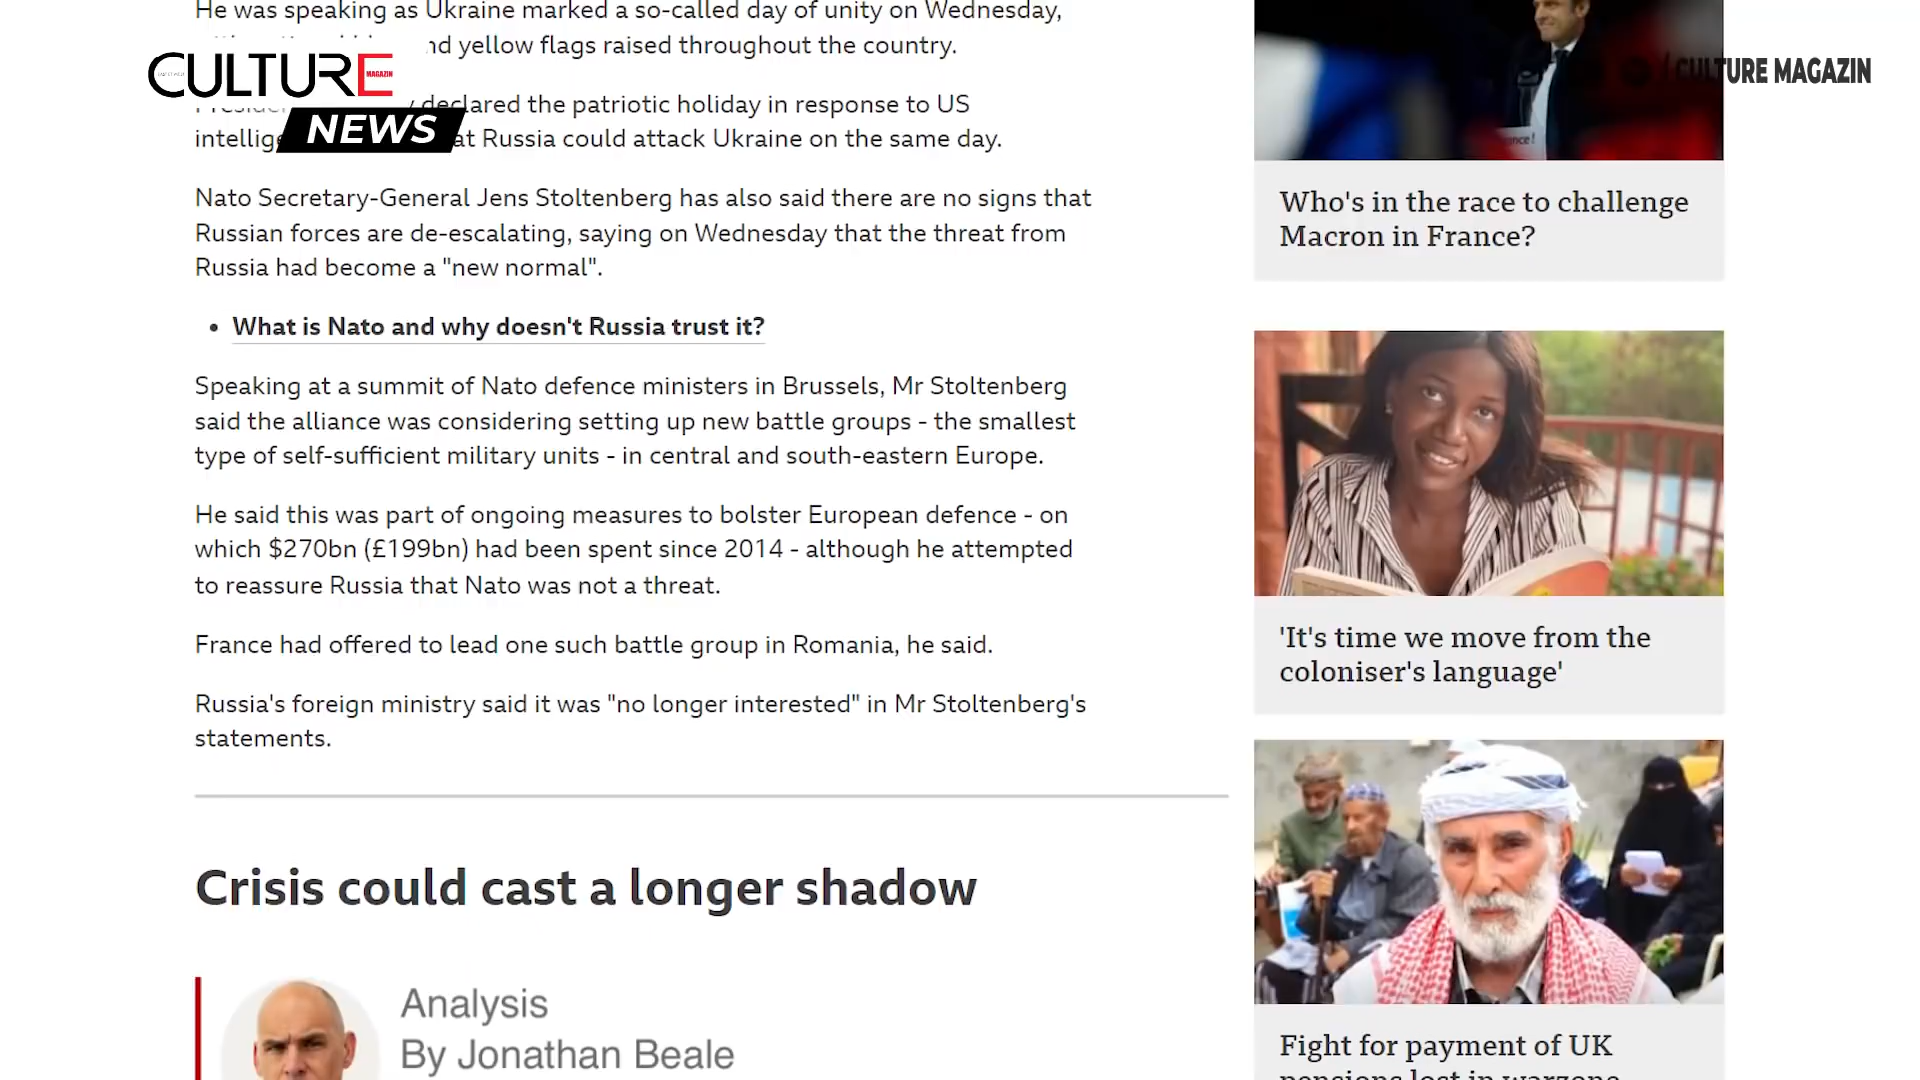 He was speaking as Ukraine marked a so-called day of unity on Wednesday,
nd yellow flags raised throughout the country.
CULTURE
MAGAZIN
NEWS
declared the patriotic holiday in response to US
at Russia could attack Ukraine on the same day.
Nato Secretary-General Jens Stoltenberg has also said there are no signs that
Russian forces are de-escalating, saying on Wednesday that the threat from
Russia had become a "new normal".
• What is Nato and why doesn't Russia trust it?
Speaking at a summit of Nato defence ministers in Brussels, Mr Stoltenberg
said the alliance was considering setting up new battle groups - the smallest
type of self-sufficient military units - in central and south-eastern Europe.
He said this was part of ongoing measures to bolster European defence - on
which $270bn (£199bn) had been spent since 2014 - although he attempted
to reassure Russia that Nato was not a threat.
France had offered to lead one such battle group in Romania, he said.
Russia's foreign ministry said it was "no longer interested" in Mr Stoltenberg's
statements.
Crisis could cast a longer shadow
Analysis
By Jonathan Beale
/ CULTURE MAGAZIN
Who's in the race to challenge
Macron in France?
'It's time we move from the
coloniser's language'
Fight for payment of UK
pensions lost in warzone